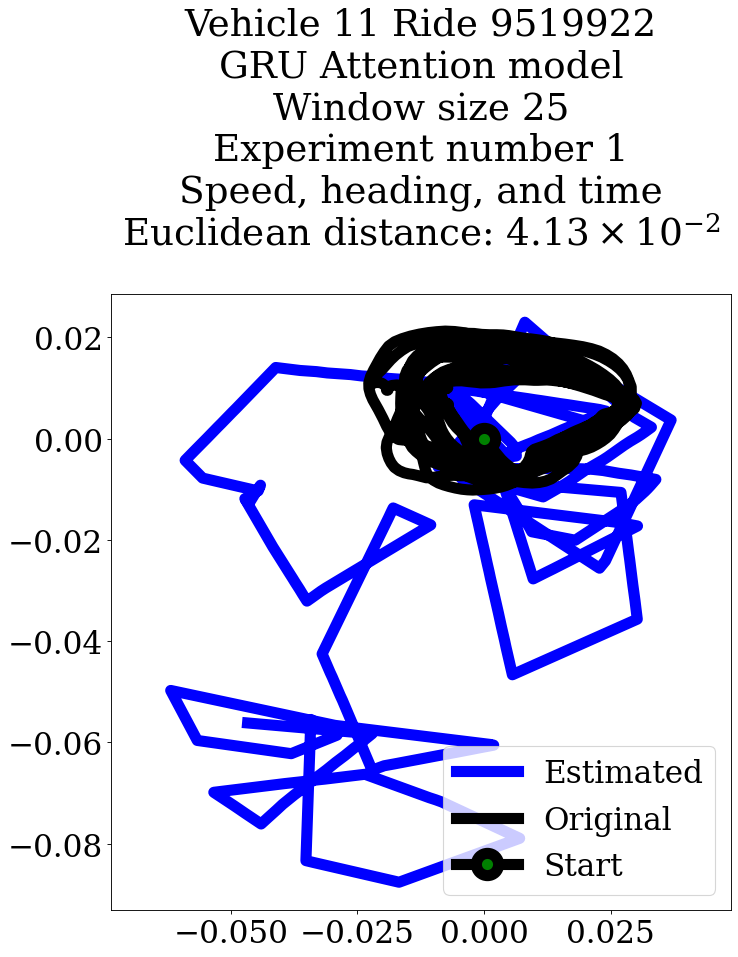 Vehicle 11 Ride 9519922
GRU Attention model
Window size 25
Experiment number 1
Speed, heading, and time
Euclidean distance: 4.13 × 10⁻²
0.02
0.00
−0.02
−0.04
−0.06
−0.08
Estimated
Original
Start
−0.050 −0.025 0.000 0.025